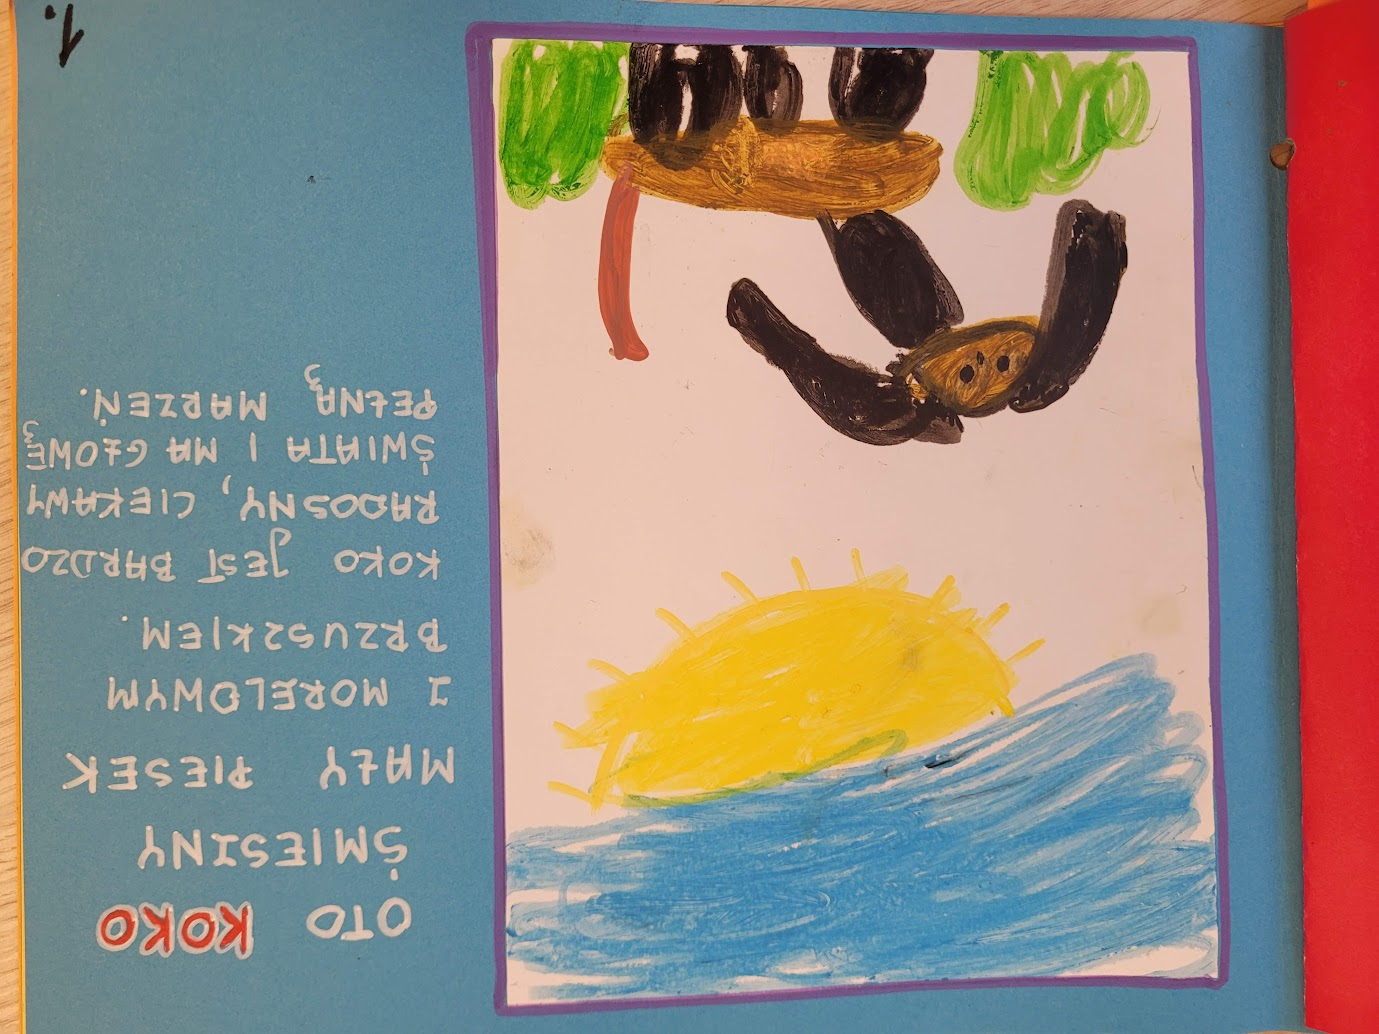 OTO KOKO
ŚMIESZNY
MAŁY PIESEK
Z MORELOWYM
BRZUSZKIEM.
KOKO JEST BARDZO
RADOSNY, CIEKAWY
ŚWIATA I MA GŁOWĘ
PEŁNĄ MARZEŃ.
1.